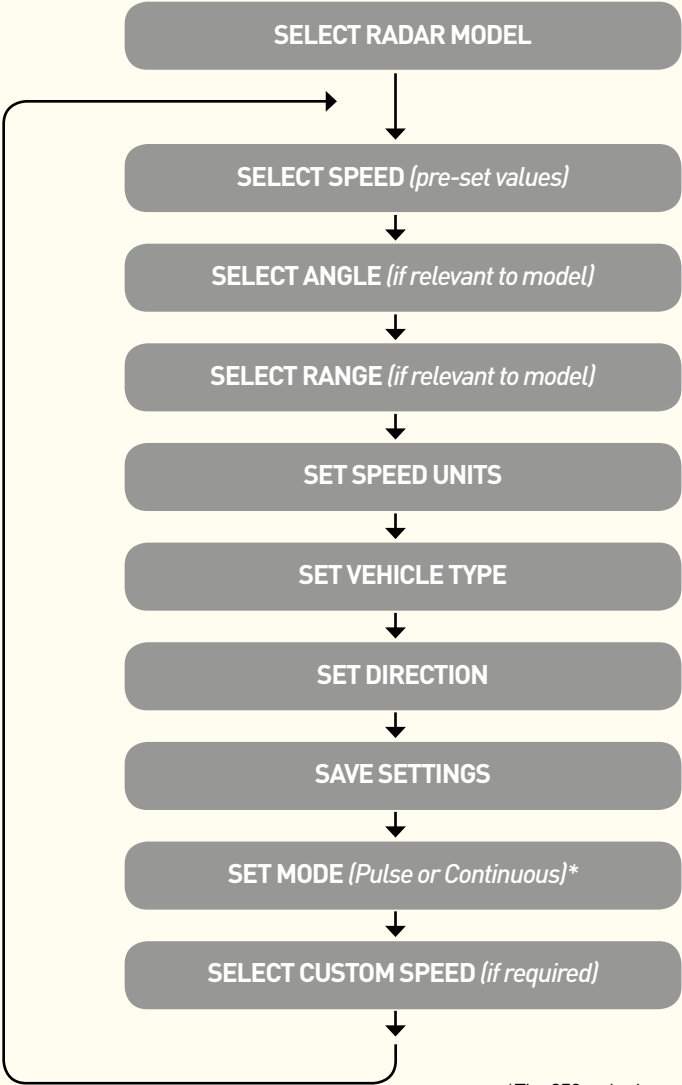 SELECT RADAR MODEL
SELECT SPEED (pre-set values)
SELECT ANGLE (if relevant to model)
SELECT RANGE (if relevant to model)
SET SPEED UNITS
SET VEHICLE TYPE
SET DIRECTION
SAVE SETTINGS
SET MODE (Pulse or Continuous)*
SELECT CUSTOM SPEED (if required)